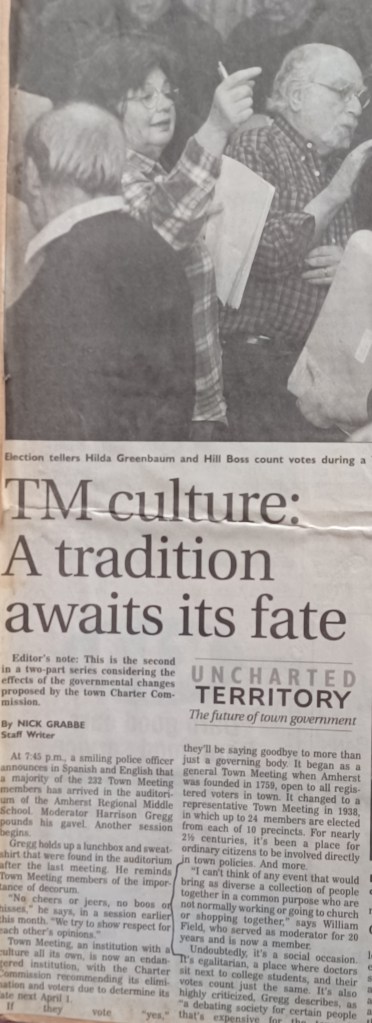 Election tellers Hilda Greenbaum and Hill Boss count votes during a
TM culture:
A tradition
awaits its fate
Editor's note: This is the second
in a two-part series considering the
effects of the governmental changes
proposed by the town Charter Com-
mission.
By NICK GRABBE
Staff Writer
At 7:45 p.m., a smiling police officer
announces in Spanish and English that
a majority of the 232 Town Meeting
members has arrived in the auditori-
um of the Amherst Regional Middle
School. Moderator Harrison Gregg
pounds his gavel. Another session
begins.
Gregg holds up a lunchbox and sweat-
shirt that were found in the auditorium
after the last meeting. He reminds
Town Meeting members of the impor-
tance of decorum.
"No cheers or jeers, no boos or
hisses," he says, in a session earlier
this month. "We try to show respect for
each other's opinions."
Town Meeting, an institution with a
culture all its own, is now an endan-
gered institution, with the Charter
Commission recommending its elimi-
nation and voters due to determine its
fate next April 1.
If they vote "yes,"
UNCHARTED
TERRITORY
The future of town government
they'll be saying goodbye to more than
just a governing body. It began as a
general Town Meeting when Amherst
was founded in 1759, open to all regis-
tered voters in town. It changed to a
representative Town Meeting in 1938,
in which up to 24 members are elected
from each of 10 precincts. For nearly
2½ centuries, it's been a place for
ordinary citizens to be involved directly
in town policies. And more.
"I can't think of any event that would
bring as diverse a collection of people
together in a common purpose who are
not normally working or going to church
or shopping together," says William
Field, who served as moderator for 20
years and is now a member.
Undoubtedly, it's a social occasion.
It's egalitarian, a place where doctors
sit next to college students, and their
votes count just the same. It's also
highly criticized, Gregg describes, as
"a debating society for certain people
that's expensive for the